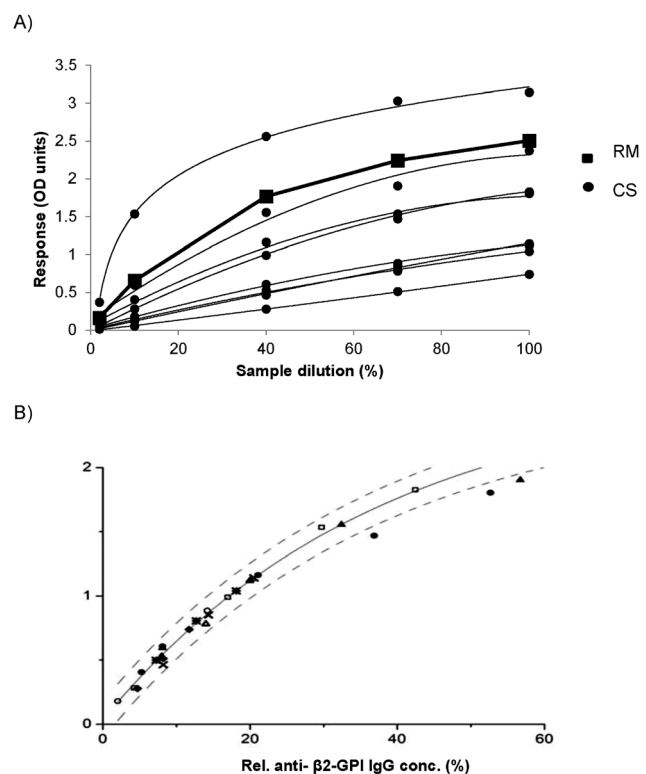 A)
3.5
3
2.5
2
1.5
1
0.5
0
0 20 40 60 80 100
Response (OD units)
Sample dilution (%)
RM
CS
B)
2
1
0
0 20 40 60
Rel. anti- β2-GPI IgG conc. (%)